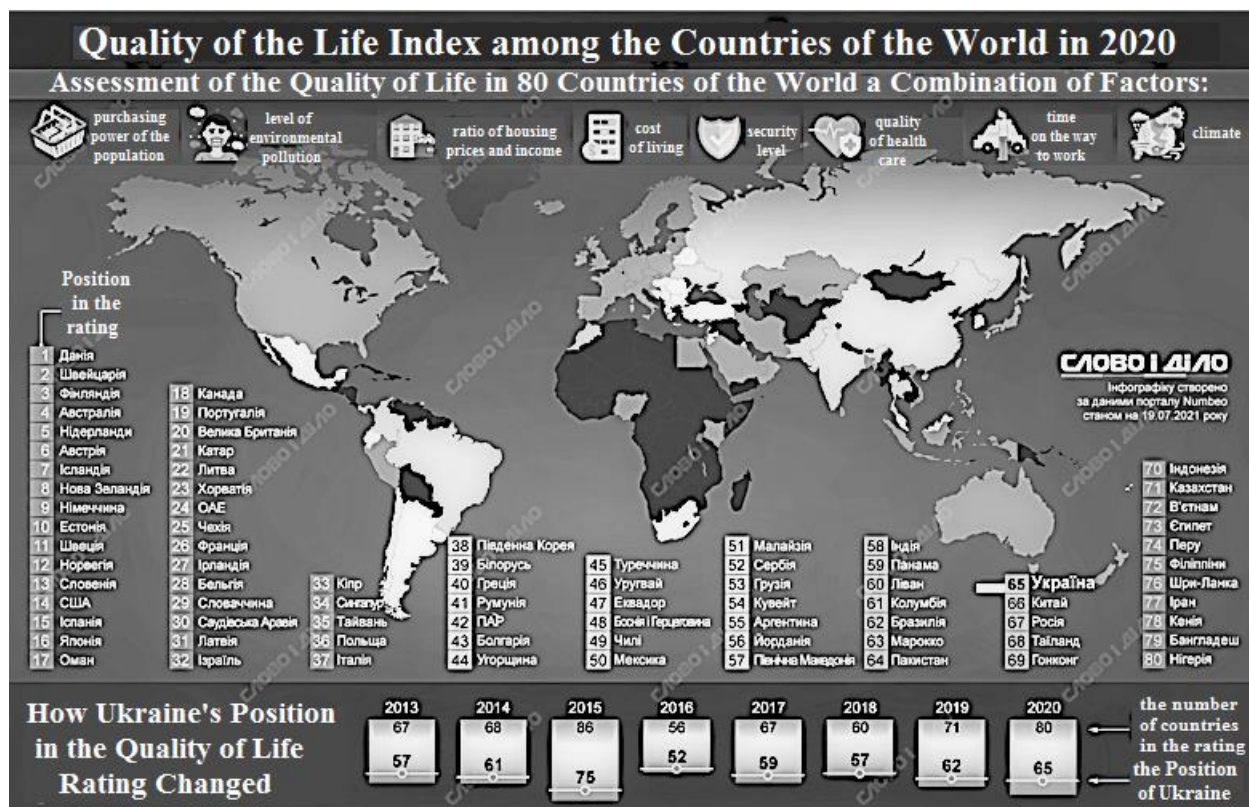 Quality of the Life Index among the Countries of the World in 2020
Assessment of the Quality of Life in 80 Countries of the World a Combination of Factors:
purchasing
power of the
population
level of
environmental
pollution
ratio of housing
prices and income
cost
of living
security
level
quality
of health
care
time
on the way
to work
climate
Position
in the
rating
1 Данія
2 Швейцарія
3 Фінляндія
4 Австралія
5 Нідерланди
6 Австрія
7 Ісландія
8 Нова Зеландія
9 Німеччина
10 Естонія
11 Швеція
12 Норвегія
13 Словенія
14 США
15 Іспанія
16 Японія
17 Оман
18 Канада
19 Португалія
20 Велика Британія
21 Катар
22 Литва
23 Хорватія
24 ОАЕ
25 Чехія
26 Франція
27 Ірландія
28 Бельгія
29 Словаччина
30 Саудівська Аравія
31 Латвія
32 Ізраїль
33 Кіпр
34 Сингапур
35 Тайвань
36 Польща
37 Італія
38 Південна Корея
39 Білорусь
40 Греція
41 Румунія
42 ПАР
43 Болгарія
44 Угорщина
45 Туреччина
46 Уругвай
47 Еквадор
48 Боснія і Герцеговина
49 Чилі
50 Мексика
51 Малайзія
52 Сербія
53 Грузія
54 Кувейт
55 Аргентина
56 Йорданія
57 Північна Македонія
58 Індія
59 Панама
60 Ліван
61 Колумбія
62 Бразилія
63 Марокко
64 Пакистан
65 Україна
66 Китай
67 Росія
68 Таїланд
69 Гонконг
70 Індонезія
71 Казахстан
72 В'єтнам
73 Єгипет
74 Перу
75 Філіппіни
76 Шри-Ланка
77 Іран
78 Кенія
79 Бангладеш
80 Нігерія
СЛОВО І ДІЛО
Інфографіку створено
за даними порталу Numbeo
станом на 19.07.2021 року
How Ukraine's Position
in the Quality of Life
Rating Changed
2013 2014 2015 2016 2017 2018 2019 2020
67 68 86 56 67 60 71 80
57 61 75 52 59 57 62 65
the number
of countries
in the rating
the Position
of Ukraine